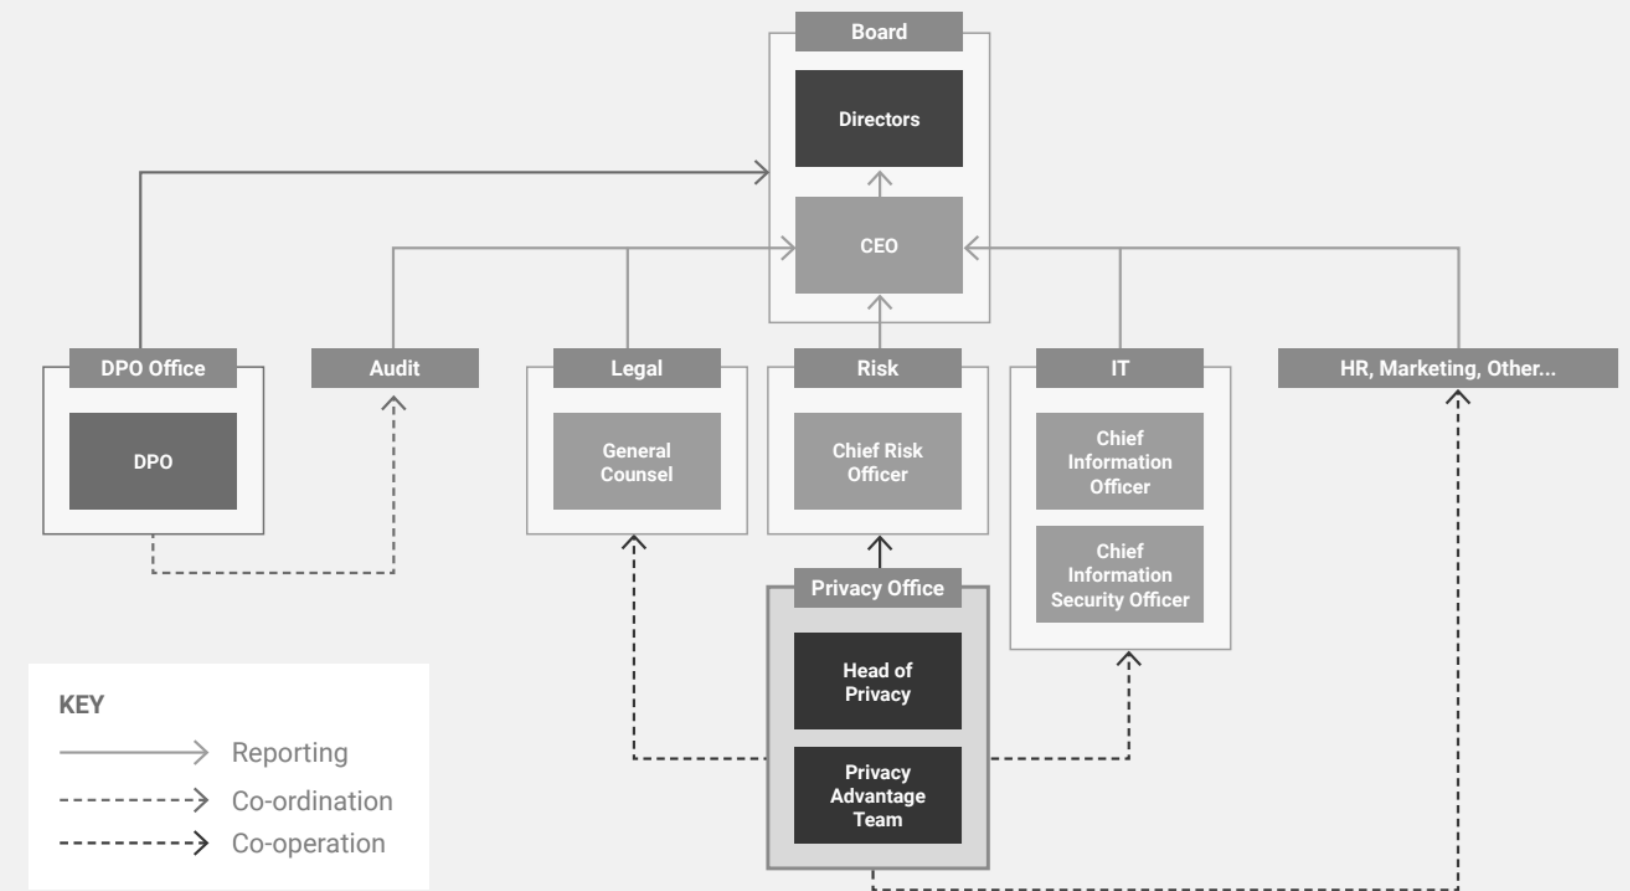 Board
Directors
CEO
DPO Office
Audit
Legal
Risk
IT
HR, Marketing, Other...
DPO
General
Counsel
Chief Risk
Officer
Chief
Information
Officer
Chief
Information
Security Officer
Privacy Office
Head of
Privacy
Privacy
Advantage
Team
KEY
Reporting
Co-ordination
Co-operation